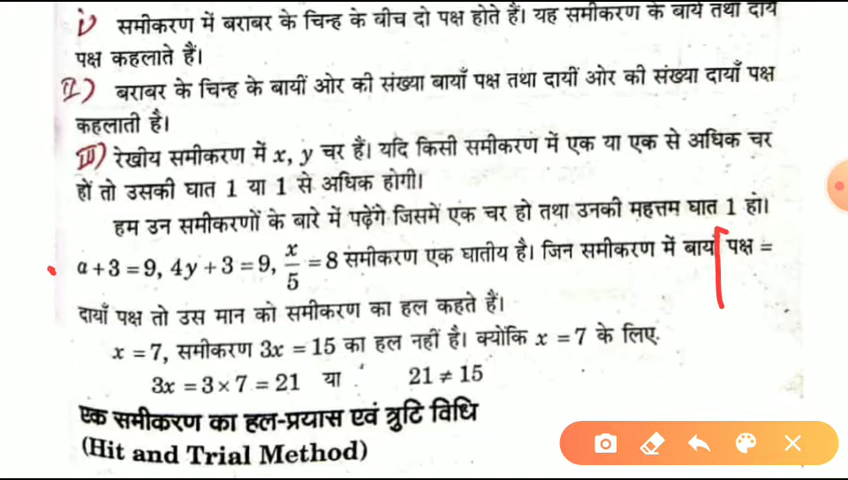 i) समीकरण में बराबर के चिन्ह के बीच दो पक्ष होते हैं। यह समीकरण के बायें तथा दायें
पक्ष कहलाते हैं।
II) बराबर के चिन्ह के बायीं ओर की संख्या बायाँ पक्ष तथा दायीं ओर की संख्या दायाँ पक्ष
कहलाती है।
III) रेखीय समीकरण में x, y चर हैं। यदि किसी समीकरण में एक या एक से अधिक चर
हों तो उसकी घात 1 या 1 से अधिक होगी।
हम उन समीकरणों के बारे में पढ़ेंगे जिसमें एक चर हो तथा उनकी महत्तम घात 1 हो।
a + 3 = 9, 4y + 3 = 9, x/5 = 8 समीकरण एक घातीय है। जिन समीकरण में बायाँ पक्ष =
दायाँ पक्ष तो उस मान को समीकरण का हल कहते हैं।
x = 7, समीकरण 3x = 15 का हल नहीं है। क्योंकि x = 7 के लिए
3x = 3 × 7 = 21 या 21 ≠ 15
एक समीकरण का हल-प्रयास एवं त्रुटि विधि
(Hit and Trial Method)